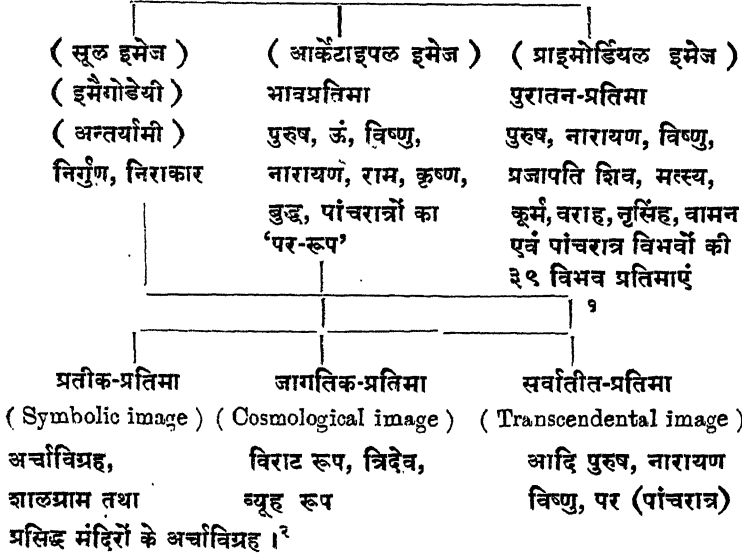 ( सूल इमेज ) ( आर्केटाइपल इमेज ) ( प्राइमोर्डियल इमेज )
( इमैगोडेयी ) भावप्रतिमा पुरातन-प्रतिमा
( अन्तर्यामी ) पुरुष, ऊं, विष्णु, पुरुष, नारायण, विष्णु,
निर्गुण, निराकार नारायण, राम, कृष्ण, प्रजापति शिव, मत्स्य,
बुद्ध, पांचरात्रों का कूर्म, वराह, नृसिंह, वामन
‘पर-रूप’ एवं पांचरात्र विभवों की
३९ विभव प्रतिमाएं
१
प्रतीक-प्रतिमा जागतिक-प्रतिमा सर्वातीत-प्रतिमा
( Symbolic image ) ( Cosmological image ) ( Transcendental image )
अर्चाविग्रह, विराट रूप, त्रिदेव, आदि पुरुष, नारायण
शालग्राम तथा व्यूह रूप विष्णु, पर (पांचरात्र)
प्रसिद्ध मंदिरों के अर्चाविग्रह ।२